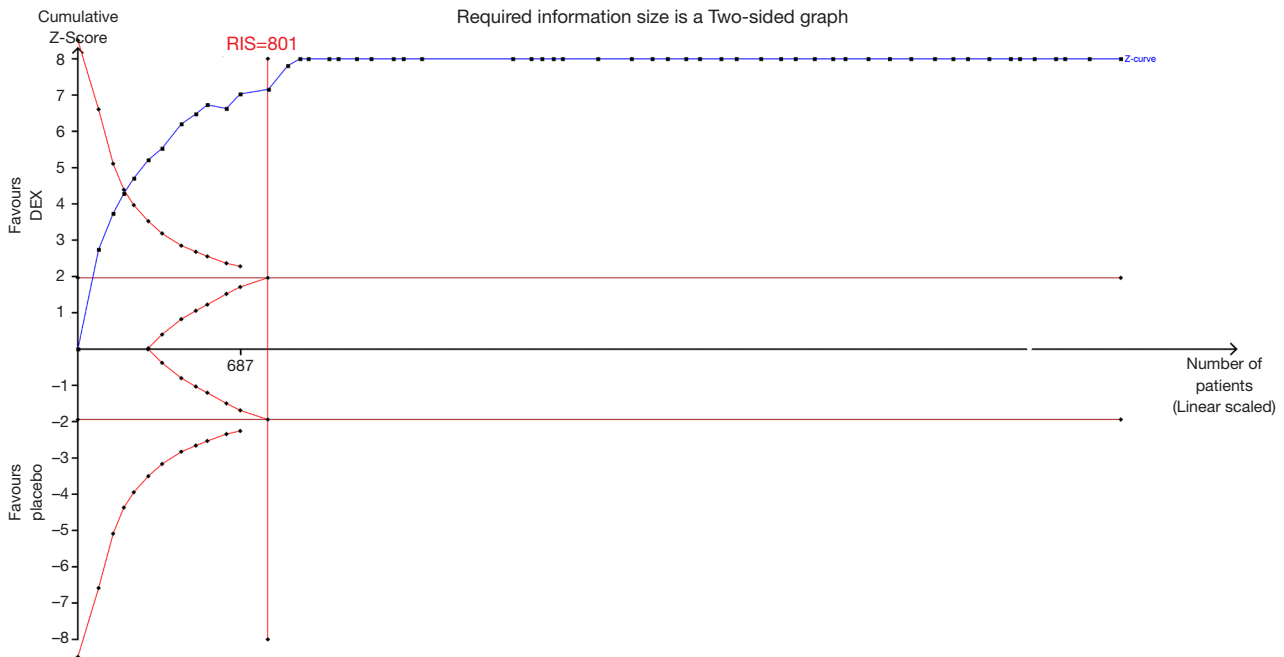 Required information size is a Two-sided graph
Cumulative
Z-Score
RIS=801
8
7
6
5
4
3
2
1
–1
–2
–3
–4
–5
–6
–7
–8
Favours
DEX
Favours
placebo
Z-curve
687
Number of
patients
(Linear scaled)